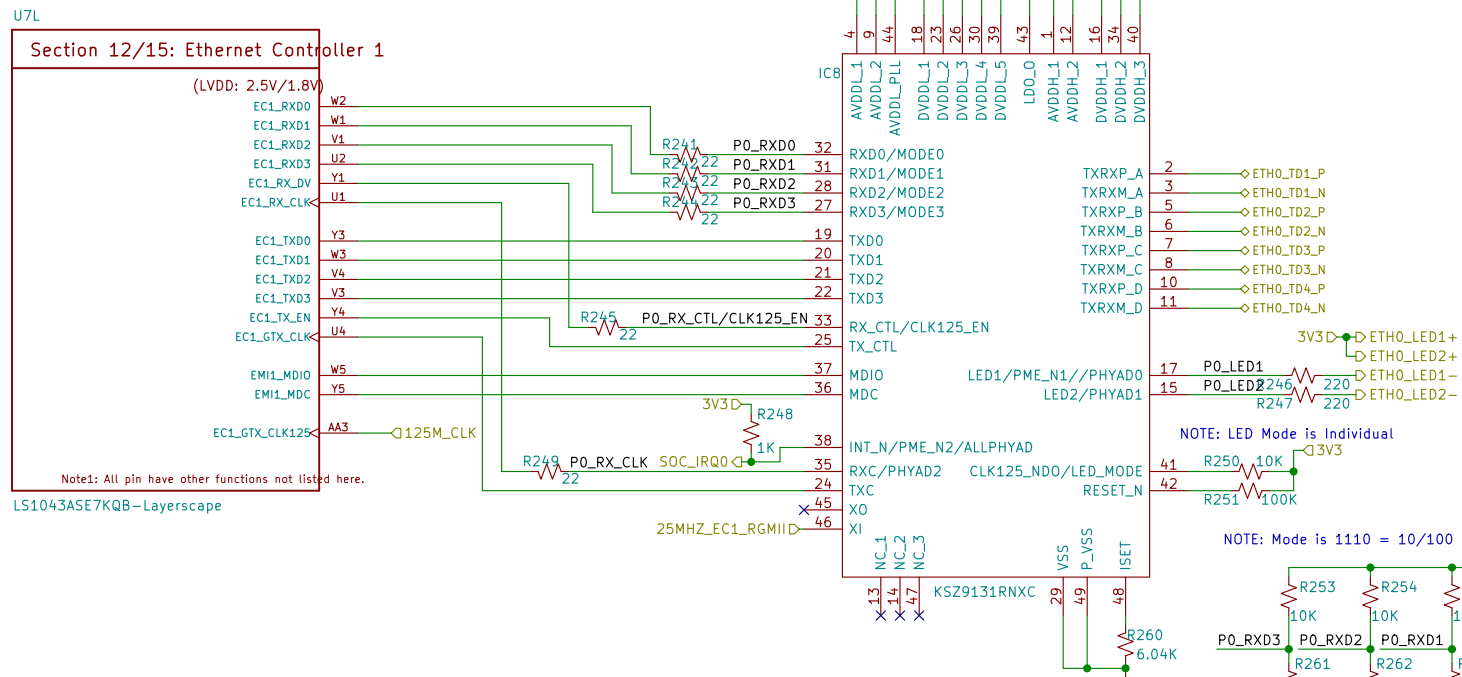 U7L
Section 12/15: Ethernet Controller 1
(LVDD: 2.5V/1.8V)
EC1_RXD0 W2
EC1_RXD1 W1
EC1_RXD2 V1
EC1_RXD3 U2
EC1_RX_DV Y1
EC1_RX_CLK U1
EC1_TXD0 Y3
EC1_TXD1 W3
EC1_TXD2 V4
EC1_TXD3 V3
EC1_TX_EN Y4
EC1_GTX_CLK U4
EMI1_MDIO W5
EMI1_MDC Y5
EC1_GTX_CLK125 AA3
125M_CLK
Note1: All pin have other functions not listed here.
LS1043ASE7KQB-Layerscape
R241 22 P0_RXD0
R242 22 P0_RXD1
R243 22 P0_RXD2
R244 22 P0_RXD3
R245 22 P0_RX_CTL/CLK125_EN
3V3
R248
1K
SOC_IRQ0
R249 22 P0_RX_CLK
25MHZ_EC1_RGMII
IC8
4 AVDDL_1
9 AVDDL_2
44 AVDDL_PLL
18 DVDDL_1
23 DVDDL_2
26 DVDDL_3
30 DVDDL_4
39 DVDDL_5
43 LDO_O
1 AVDDH_1
12 AVDDH_2
16 DVDDH_1
34 DVDDH_2
40 DVDDH_3
32 RXD0/MODE0
31 RXD1/MODE1
28 RXD2/MODE2
27 RXD3/MODE3
19 TXD0
20 TXD1
21 TXD2
22 TXD3
33 RX_CTL/CLK125_EN
25 TX_CTL
37 MDIO
36 MDC
38 INT_N/PME_N2/ALLPHYAD
35 RXC/PHYAD2
24 TXC
45 XO
46 XI
13 NC_1
14 NC_2
47 NC_3
29 VSS
49 P_VSS
48 ISET
KSZ9131RNXC
R260
6.04K
TXRXP_A 2 ETH0_TD1_P
TXRXM_A 3 ETH0_TD1_N
TXRXP_B 5 ETH0_TD2_P
TXRXM_B 6 ETH0_TD2_N
TXRXP_C 7 ETH0_TD3_P
TXRXM_C 8 ETH0_TD3_N
TXRXP_D 10 ETH0_TD4_P
TXRXM_D 11 ETH0_TD4_N
3V3 ETH0_LED1+
ETH0_LED2+
LED1/PME_N1//PHYAD0 17 P0_LED1 R246 220 ETH0_LED1-
LED2/PHYAD1 15 P0_LED2 R247 220 ETH0_LED2-
NOTE: LED Mode is Individual
3V3
CLK125_NDO/LED_MODE 41 R250 10K
RESET_N 42 R251 100K
NOTE: Mode is 1110 = 10/100
R253
10K
R254
10K
1
P0_RXD3 P0_RXD2 P0_RXD1
R261 R262